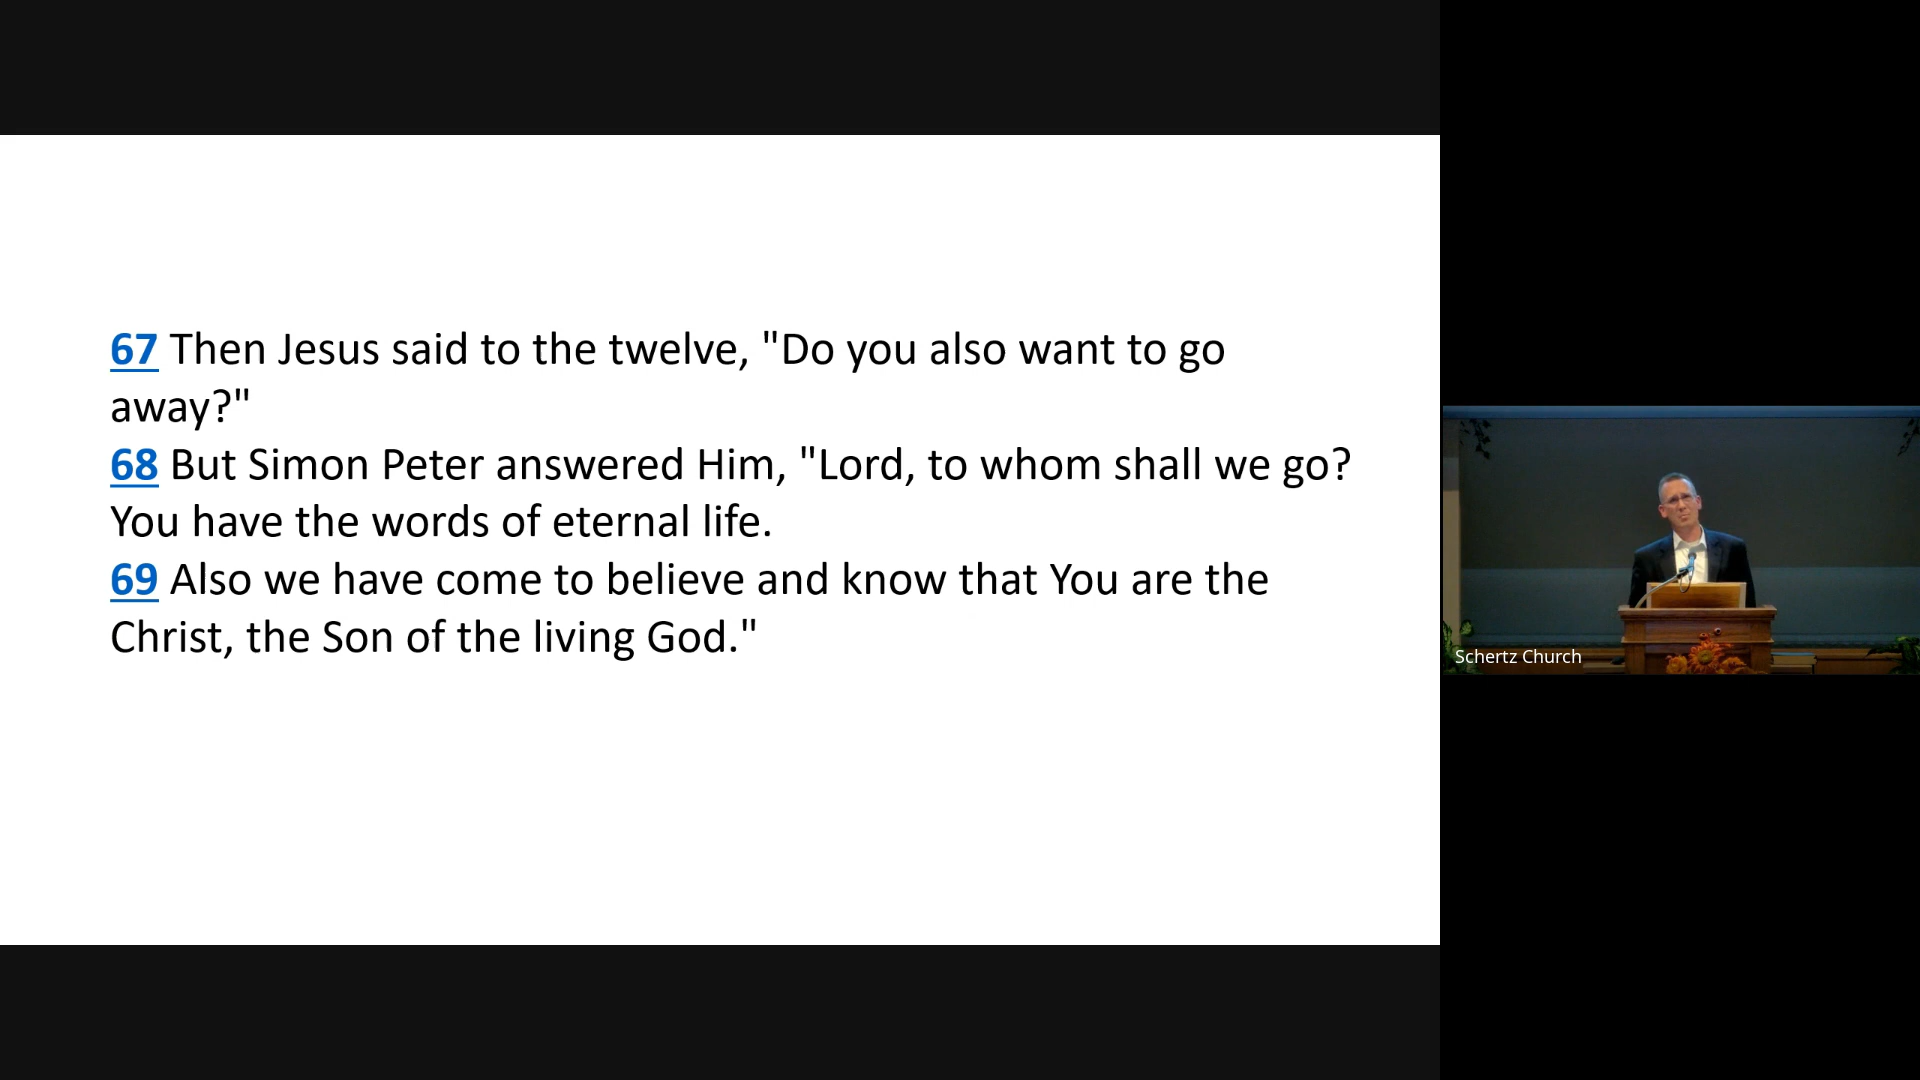 67 Then Jesus said to the twelve, "Do you also want to go
away?"
68 But Simon Peter answered Him, "Lord, to whom shall we go?
You have the words of eternal life.
69 Also we have come to believe and know that You are the
Christ, the Son of the living God."
Schertz Church